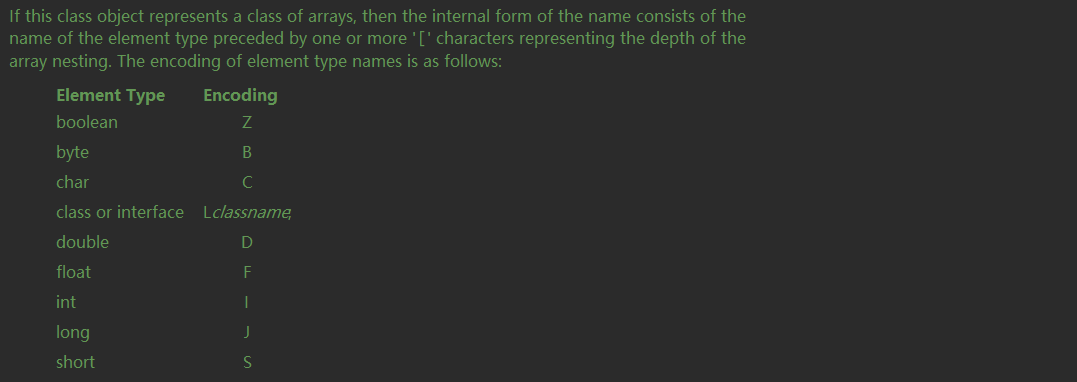 If this class object represents a class of arrays, then the internal form of the name consists of the
name of the element type preceded by one or more '[' characters representing the depth of the
array nesting. The encoding of element type names is as follows:
Element Type Encoding
boolean Z
byte B
char C
class or interface Lclassname;
double D
float F
int I
long J
short S